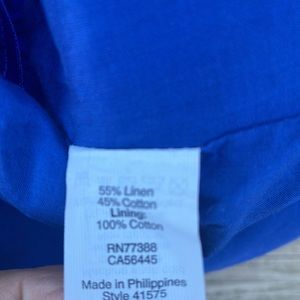 55% Linen
45% Cotton
Lining:
100% Cotton
RN77388
CA56445
Made in Philippines
Style 41575